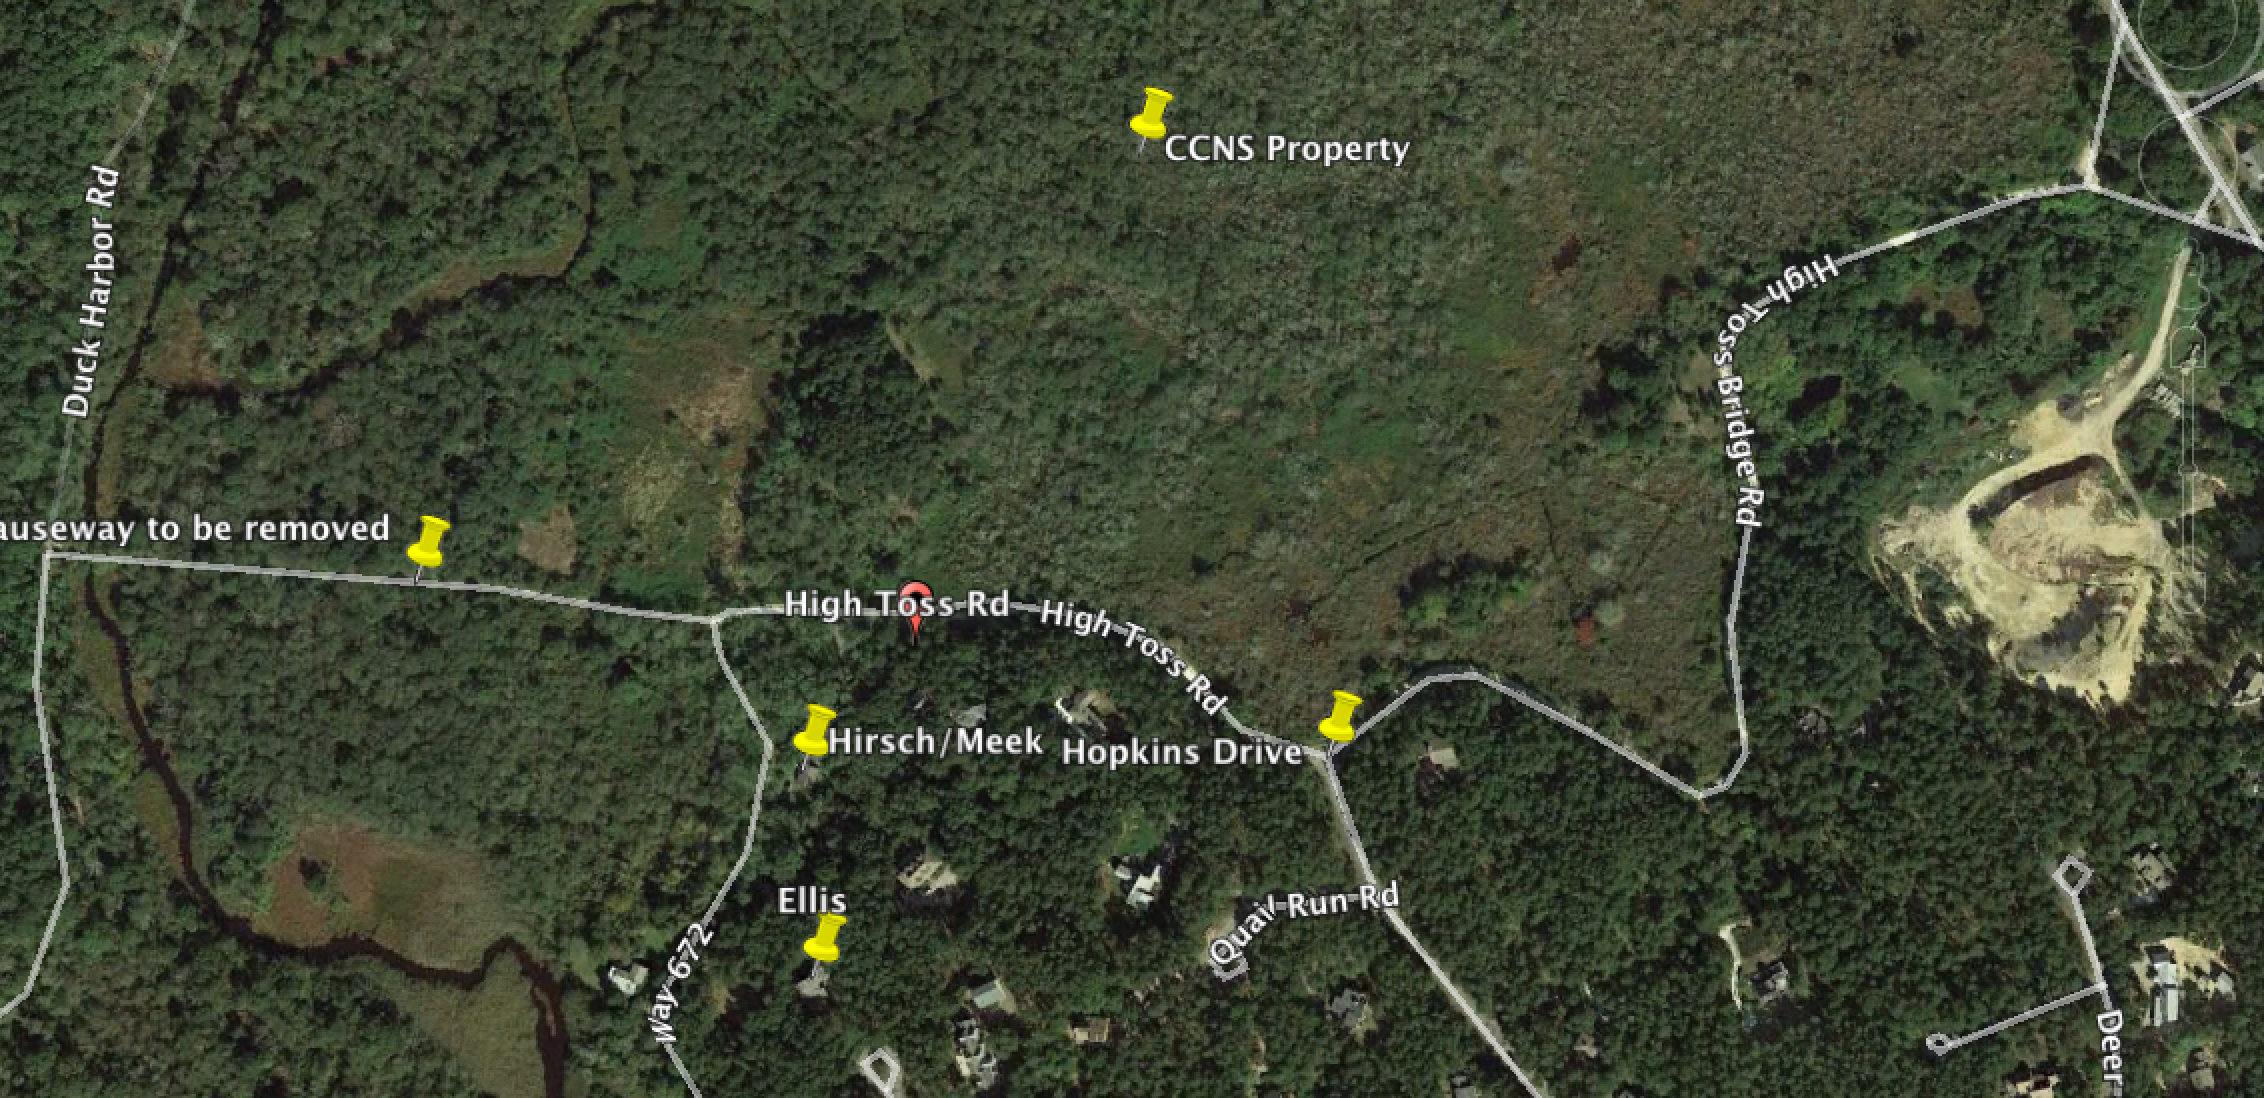 CCNS Property
Duck Harbor Rd
High Toss Bridge Rd
auseway to be removed
High Toss Rd
High Toss Rd
Hirsch/Meek
Hopkins Drive
Ellis
Quail Run Rd
Way 672
Deer